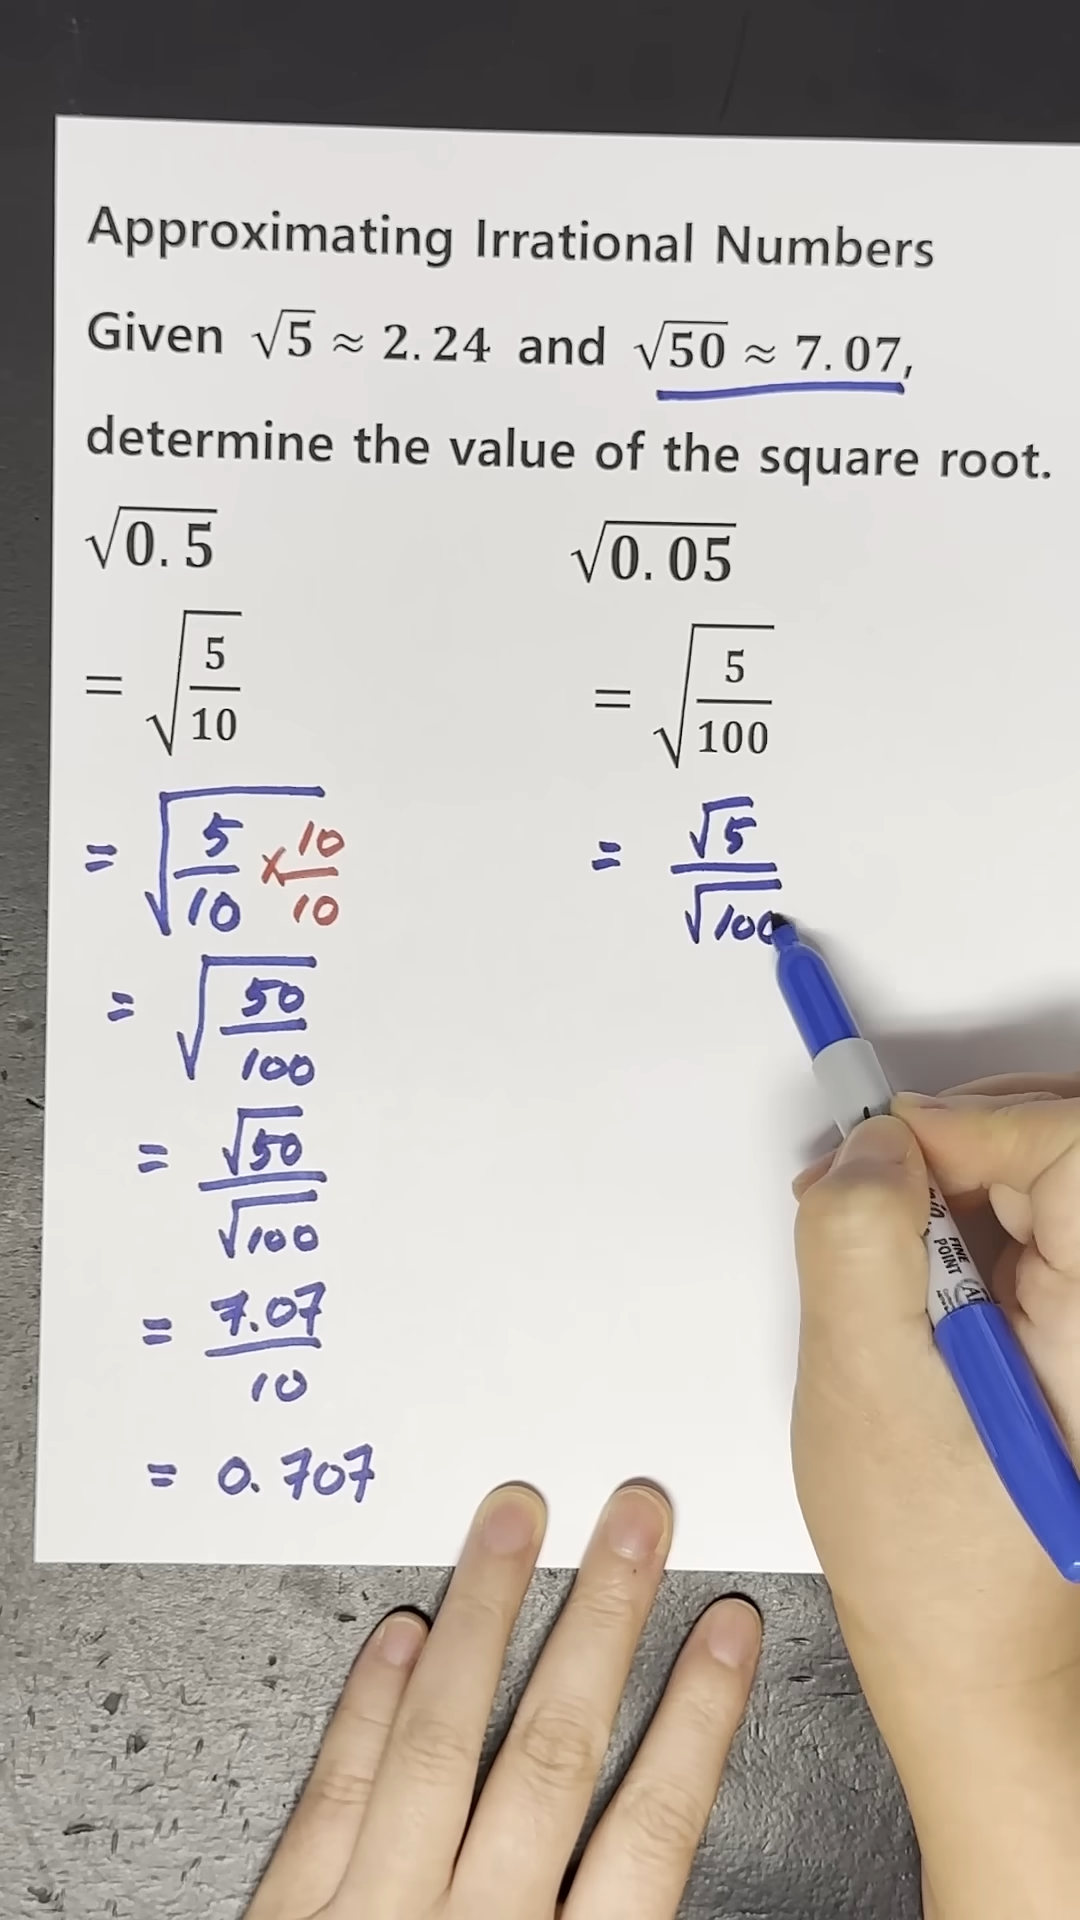 Approximating Irrational Numbers
Given √5 ≈ 2.24 and √50 ≈ 7.07,
determine the value of the square root.
√0.5
= √(5/10)
= √(5/10 × 10/10)
= √(50/100)
= √50/√100
= 7.07/10
= 0.707
√0.05
= √(5/100)
= √5/√100
FINE
POINT